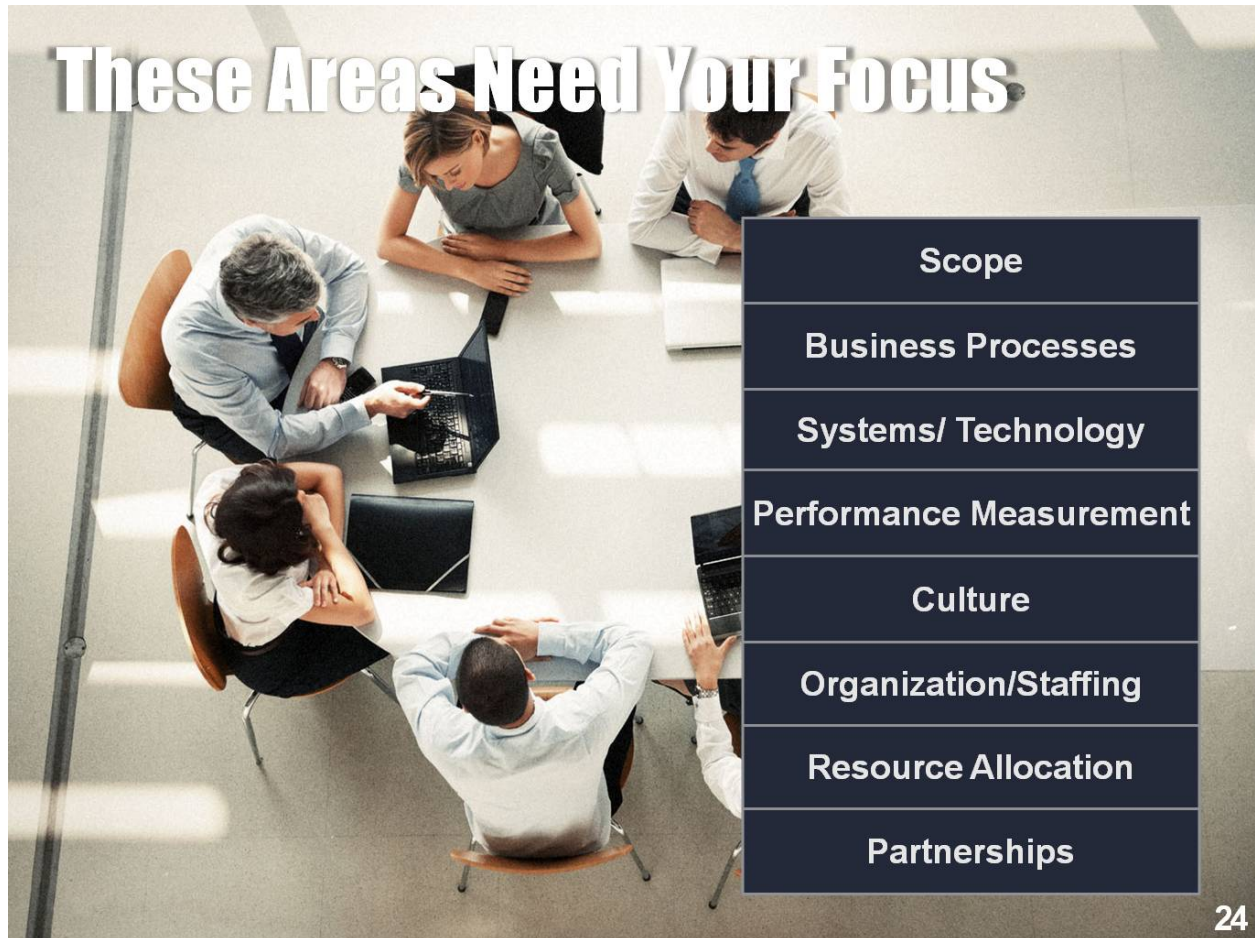 These Areas Need Your Focus
Scope
Business Processes
Systems/ Technology
Performance Measurement
Culture
Organization/Staffing
Resource Allocation
Partnerships
24